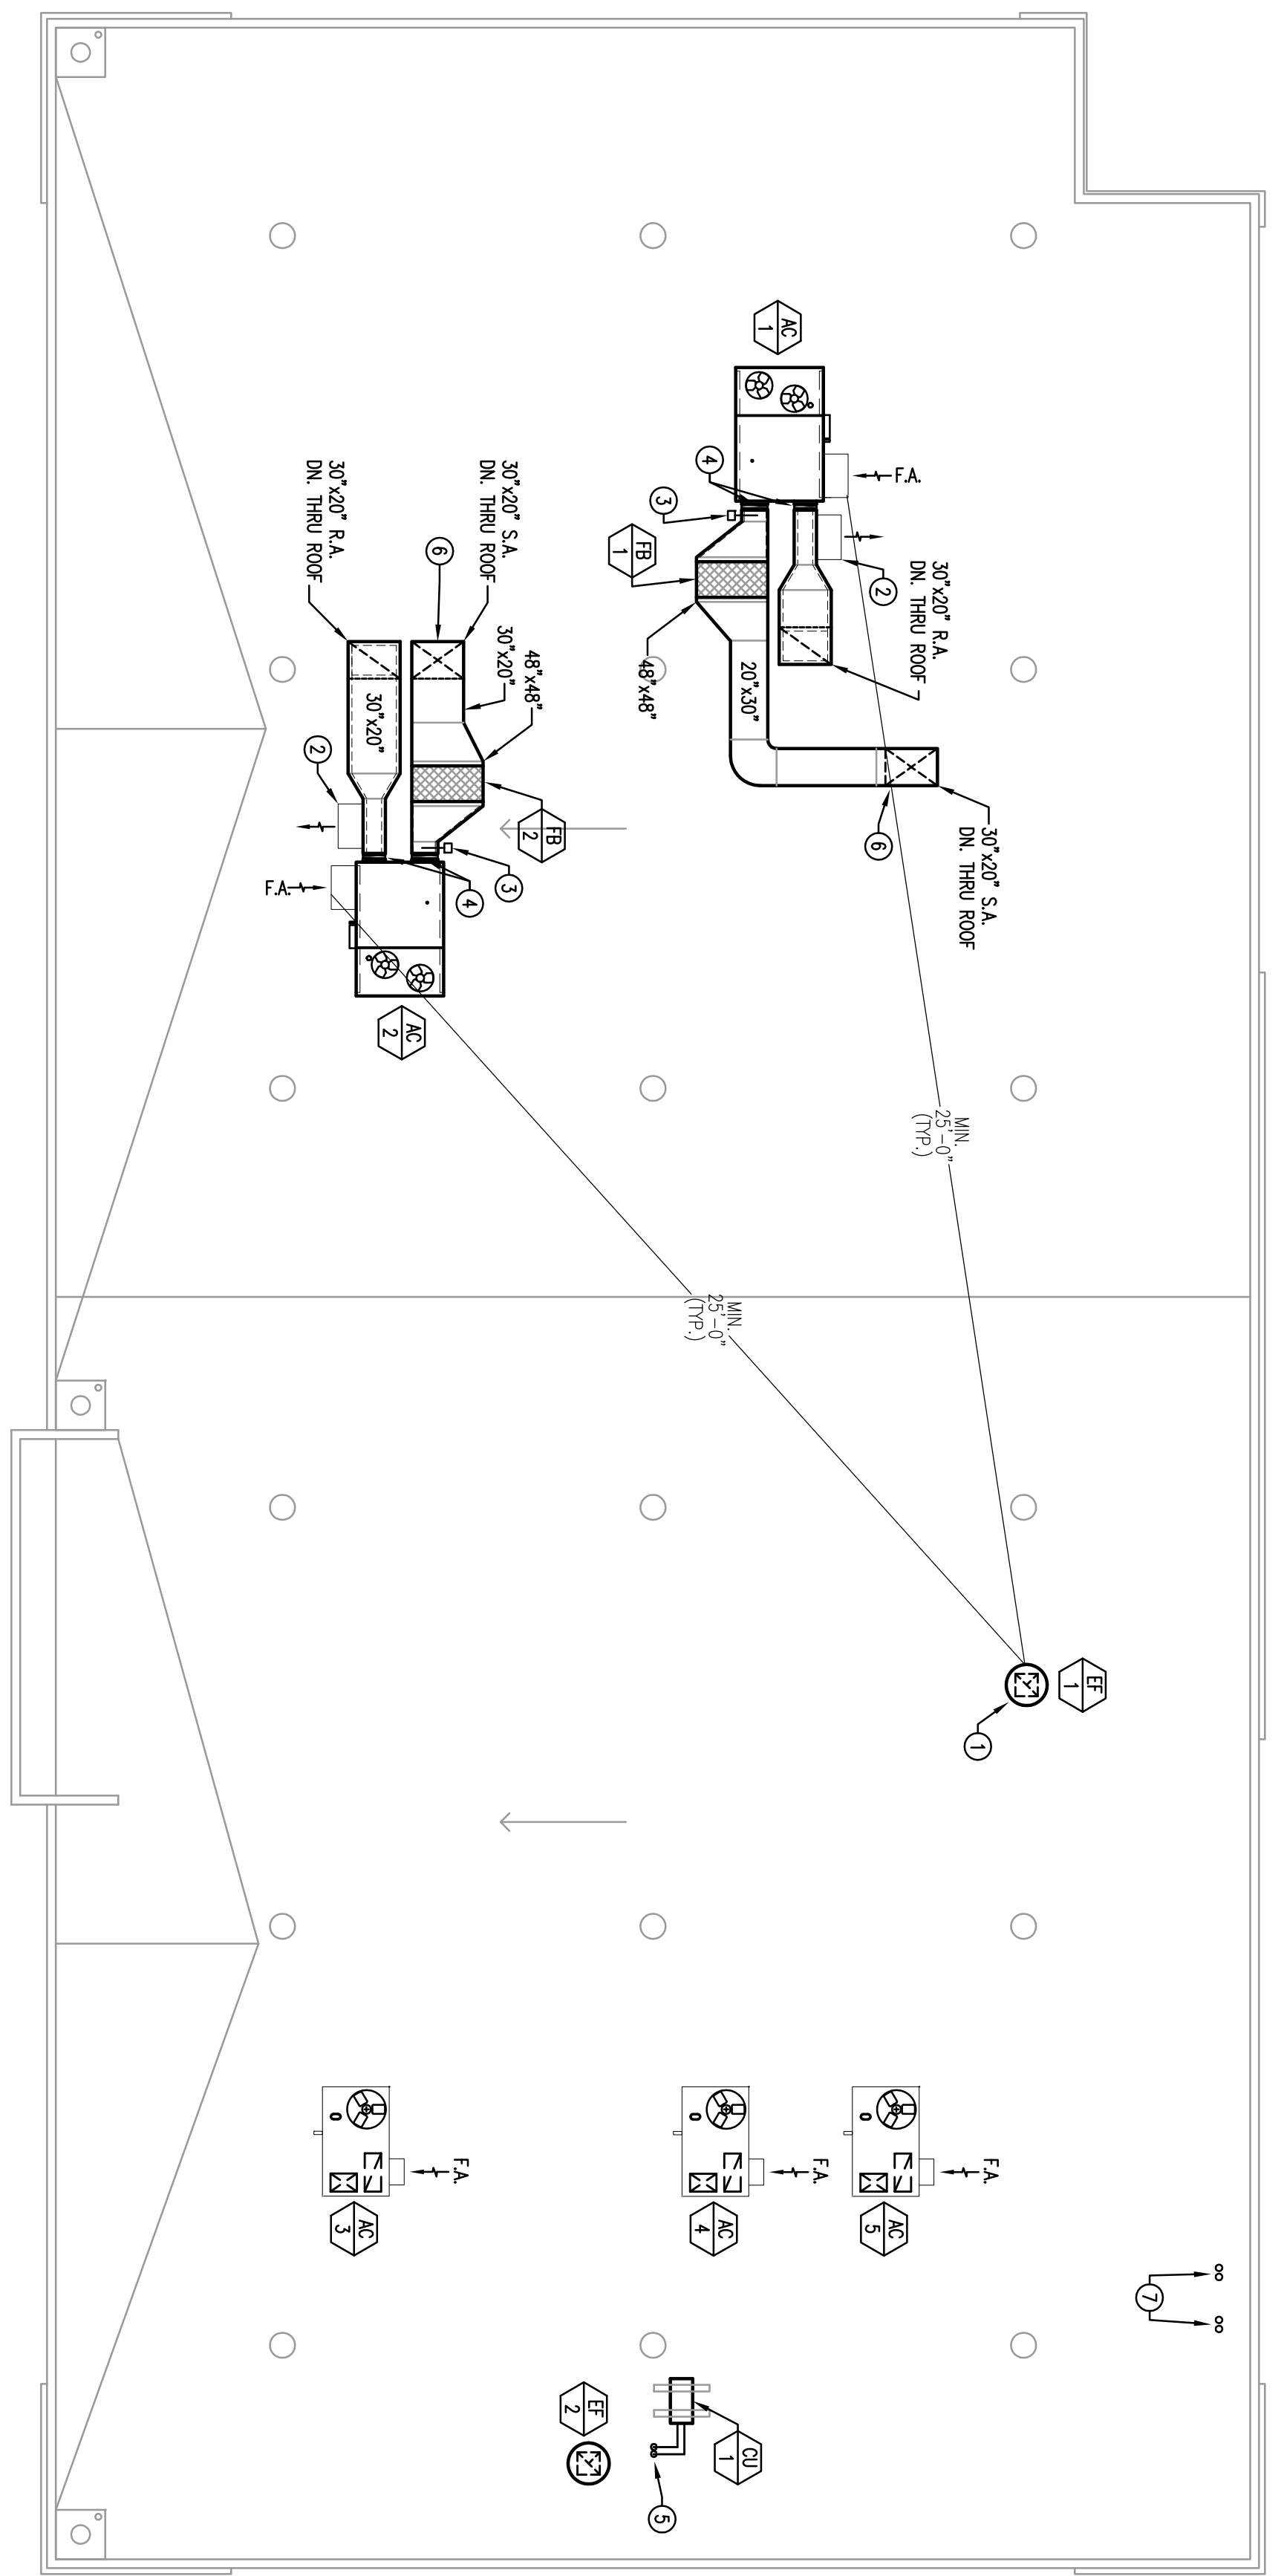 AC
1
F.A.
4
3
FB
1
2
30"x20" R.A.
DN. THRU ROOF
48"x48"
20"x30"
6
30"x20" S.A.
DN. THRU ROOF
30"x20" S.A.
DN. THRU ROOF
30"x20" R.A.
DN. THRU ROOF
6
30"x20"
48"x48"
30"x20"
2
FB
2
3
4
F.A.
AC
2
MIN.
25'-0"
(TYP.)
MIN.
25'-0"
(TYP.)
EF
1
1
F.A.
AC
3
F.A.
AC
4
F.A.
AC
5
7
EF
2
CU
1
5